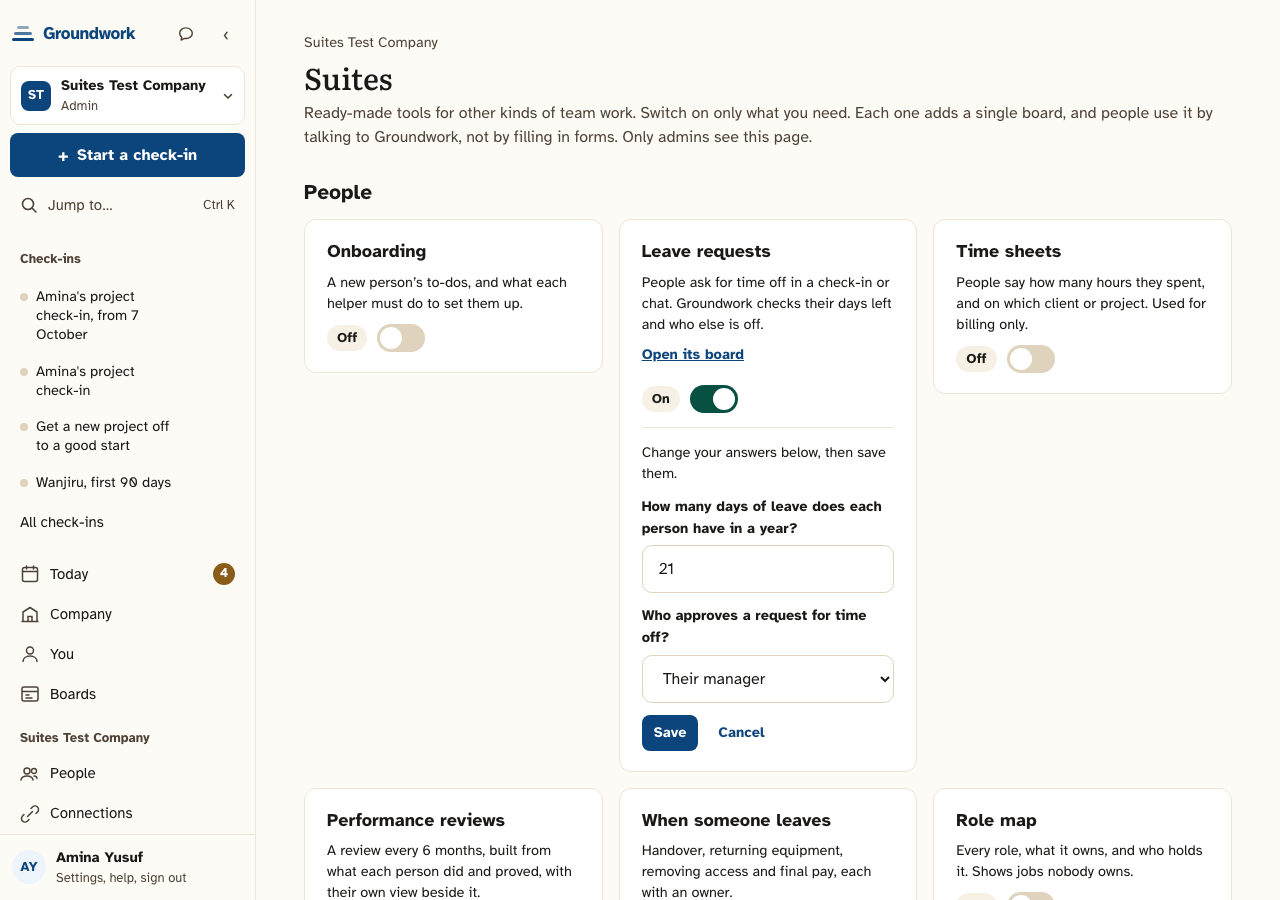 Groundwork
ST
Suites Test Company
Admin
+ Start a check-in
Jump to...
Ctrl K
Check-ins
Amina's project
check-in, from 7
October
Amina's project
check-in
Get a new project off
to a good start
Wanjiru, first 90 days
All check-ins
Today
4
Company
You
Boards
Suites Test Company
People
Connections
AY
Amina Yusuf
Settings, help, sign out
Suites Test Company
Suites
Ready-made tools for other kinds of team work. Switch on only what you need. Each one adds a single board, and people use it by
talking to Groundwork, not by filling in forms. Only admins see this page.
People
Onboarding
A new person's to-dos, and what each
helper must do to set them up.
Off
Leave requests
People ask for time off in a check-in or
chat. Groundwork checks their days left
and who else is off.
Open its board
On
Change your answers below, then save
them.
How many days of leave does each
person have in a year?
21
Who approves a request for time
off?
Their manager
Save
Cancel
Time sheets
People say how many hours they spent,
and on which client or project. Used for
billing only.
Off
Performance reviews
A review every 6 months, built from
what each person did and proved, with
their own view beside it.
When someone leaves
Handover, returning equipment,
removing access and final pay, each
with an owner.
Role map
Every role, what it owns, and who holds
it. Shows jobs nobody owns.